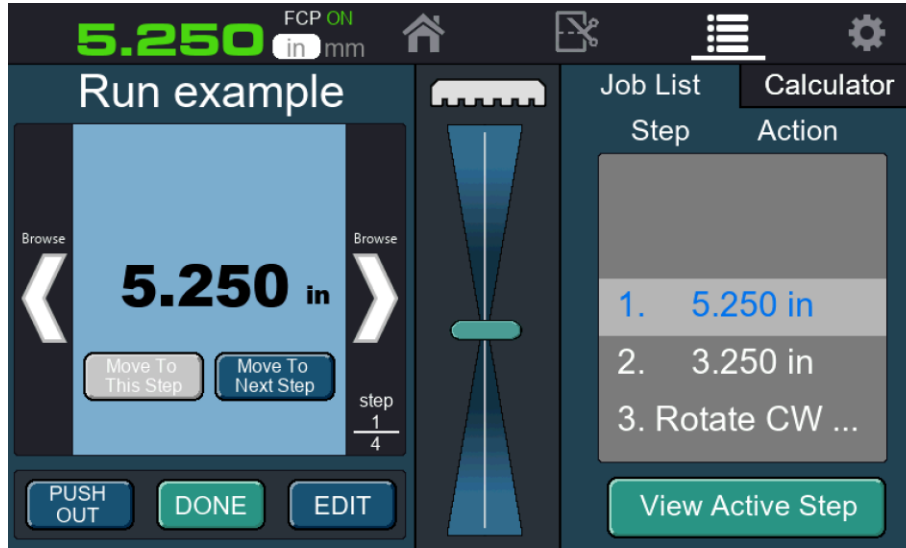 5.250 FCP ON
in mm
Run example
Browse
Browse
5.250 in
Move To
This Step
Move To
Next Step
step
1
4
PUSH
OUT
DONE
EDIT
Job List
Calculator
Step Action
1. 5.250 in
2. 3.250 in
3. Rotate CW ...
View Active Step